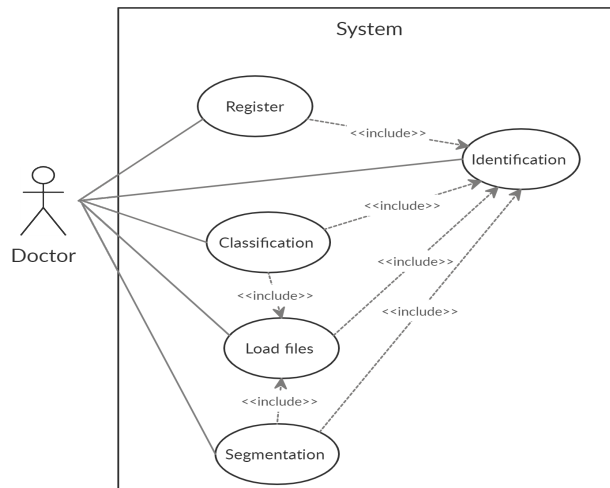 System
Register
<<include>>
Identification
<<include>>
Classification
Doctor
<<include>>
<<include>>
<<include>>
Load files
<<include>>
Segmentation